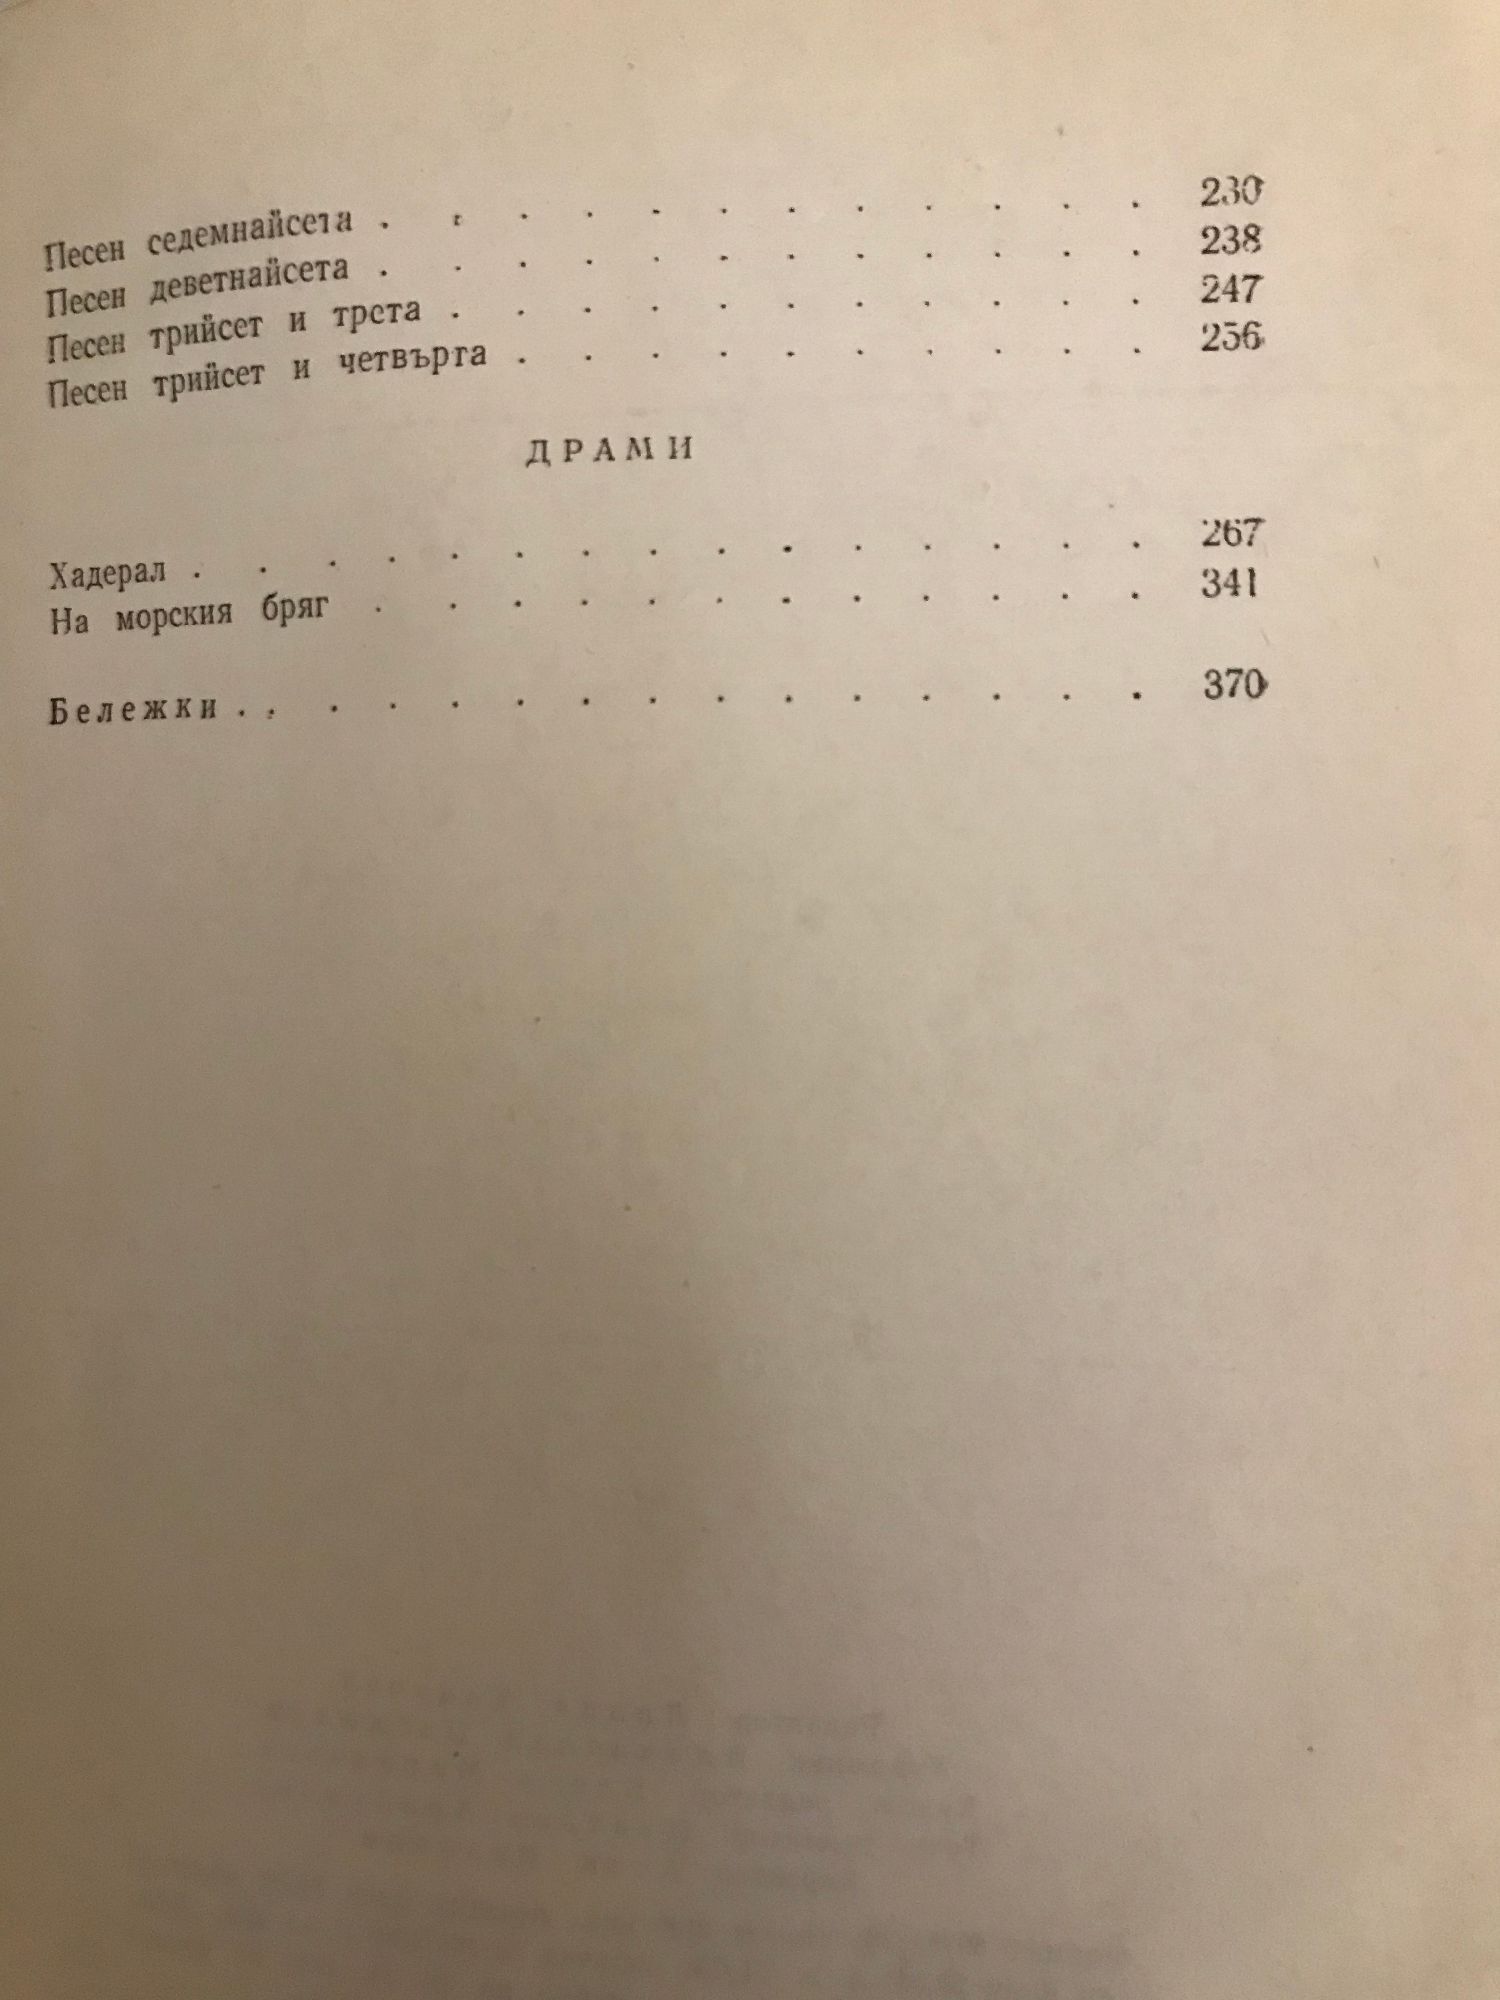 Песен седемнайсета . . . . . . . . . . . . 230
Песен деветнайсета . . . . . . . . . . . . 238
Песен трийсет и трета . . . . . . . . . . . 247
Песен трийсет и четвърта . . . . . . . . . . 256
ДРАМИ
Хадерал . . . . . . . . . . . . . . . 267
На морския бряг . . . . . . . . . . . . 341
Бележки . . . . . . . . . . . . . . . 370